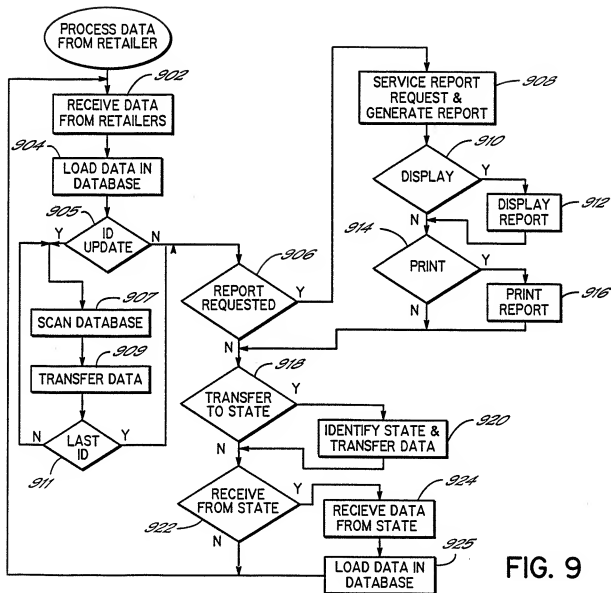 PROCESS DATA
FROM RETAILER
902
RECEIVE DATA
FROM RETAILERS
904
LOAD DATA IN
DATABASE
905
Y
ID
UPDATE
N
907
SCAN DATABASE
909
TRANSFER DATA
N
LAST
ID
Y
911
906
REPORT
REQUESTED
Y
N
908
SERVICE REPORT
REQUEST &
GENERATE REPORT
910
DISPLAY
Y
N
912
DISPLAY
REPORT
914
PRINT
Y
N
916
PRINT
REPORT
918
TRANSFER
TO STATE
Y
N
920
IDENTIFY STATE &
TRANSFER DATA
922
RECEIVE
FROM STATE
Y
N
924
RECIEVE DATA
FROM STATE
925
LOAD DATA IN
DATABASE
FIG. 9